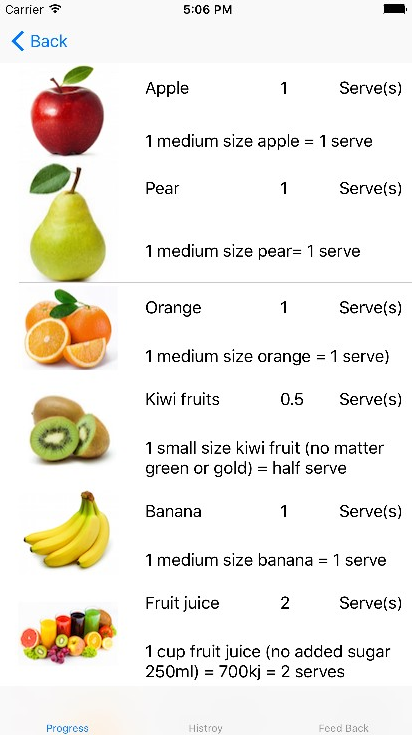 Carrier 5:06 PM
Back
Apple 1 Serve(s)
1 medium size apple = 1 serve
Pear 1 Serve(s)
1 medium size pear= 1 serve
Orange 1 Serve(s)
1 medium size orange = 1 serve)
Kiwi fruits 0.5 Serve(s)
1 small size kiwi fruit (no matter
green or gold) = half serve
Banana 1 Serve(s)
1 medium size banana = 1 serve
Fruit juice 2 Serve(s)
1 cup fruit juice (no added sugar
250ml) = 700kj = 2 serves
Progress Histroy Feed Back